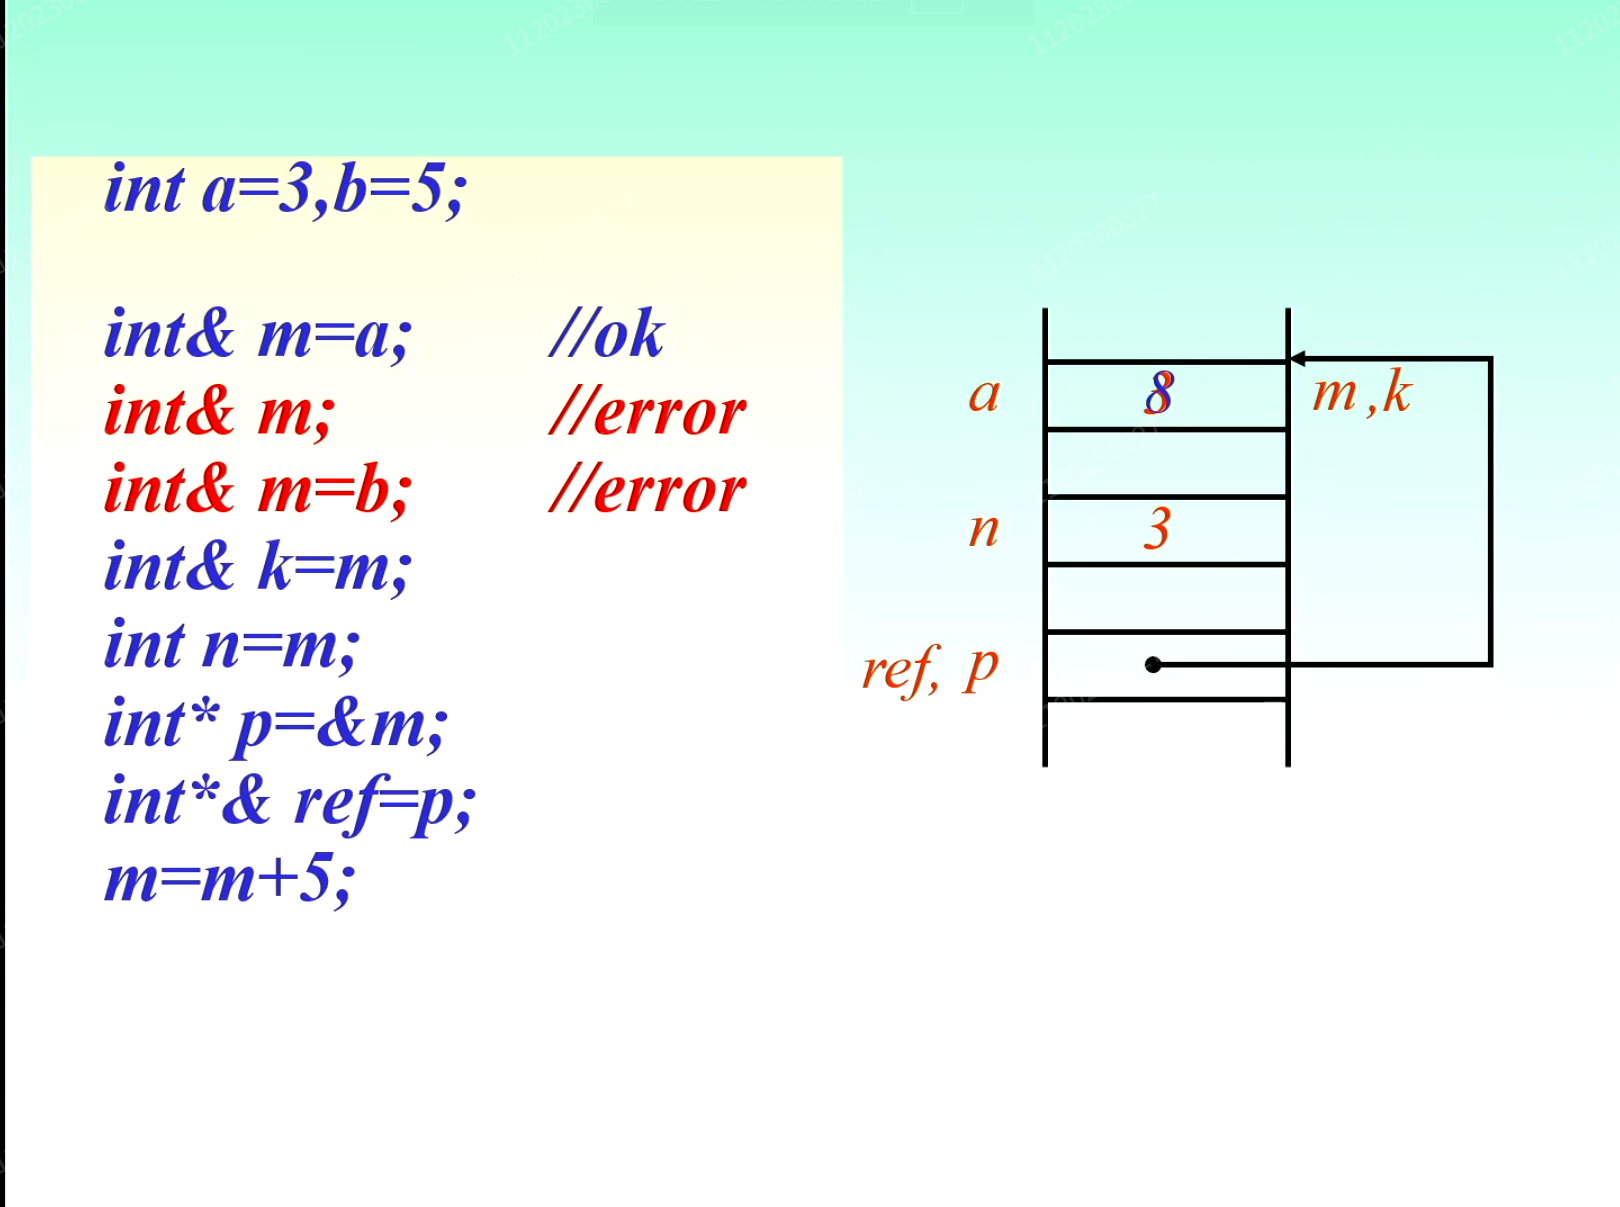 int a=3,b=5;
int& m=a; //ok
int& m; //error
int& m=b; //error
int& k=m;
int n=m;
int* p=&m;
int*& ref=p;
m=m+5;
a 8 m ,k
n 3
ref, p